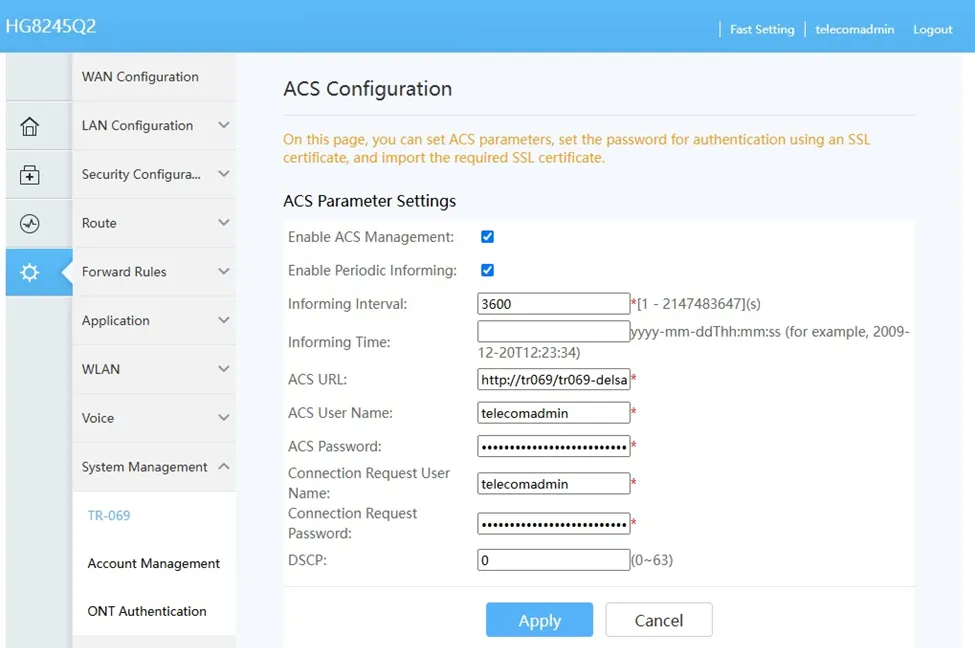 HG8245Q2
Fast Setting
telecomadmin
Logout
WAN Configuration
LAN Configuration
Security Configura...
Route
Forward Rules
Application
WLAN
Voice
System Management
TR-069
Account Management
ONT Authentication
ACS Configuration
On this page, you can set ACS parameters, set the password for authentication using an SSL
certificate, and import the required SSL certificate.
ACS Parameter Settings
Enable ACS Management:
Enable Periodic Informing:
Informing Interval: 3600 *[1 - 2147483647](s)
Informing Time: yyyy-mm-ddThh:mm:ss (for example, 2009-
12-20T12:23:34)
ACS URL: http://tr069/tr069-delsa *
ACS User Name: telecomadmin *
ACS Password: •••••••••••••••••••••••• *
Connection Request User
Name: telecomadmin *
Connection Request
Password: •••••••••••••••••••••••• *
DSCP: 0 (0~63)
Apply
Cancel